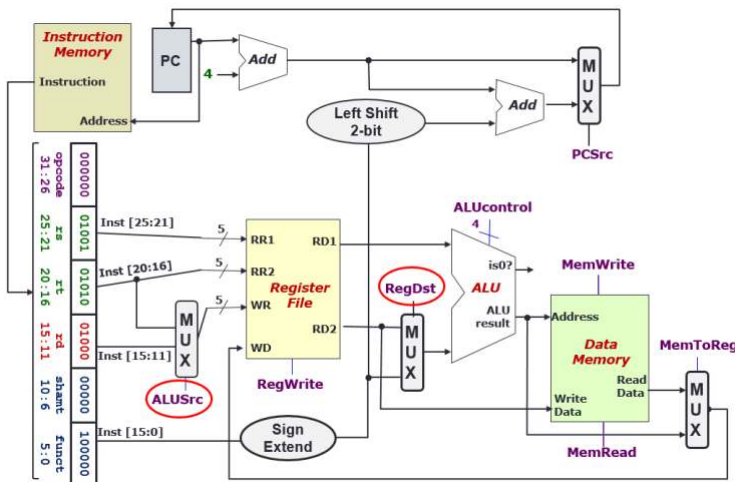 Instruction
Memory
Instruction
Address
PC
4
Add
Left Shift
2-bit
Add
MUX
PCSrc
opcode
31:26
000000
rs
25:21
01001
rt
20:16
01010
rd
15:11
01000
shamt
10:6
00000
funct
5:0
100000
Inst [25:21]
Inst [20:16]
Inst [15:11]
Inst [15:0]
MUX
ALUSrc
5
5
5
RR1
RR2
WR
WD
Register
File
RD1
RD2
RegWrite
Sign
Extend
RegDst
MUX
ALUcontrol
4
is0?
ALU
ALU
result
MemWrite
Address
Data
Memory
Read
Data
Write
Data
MemRead
MemToReg
MUX